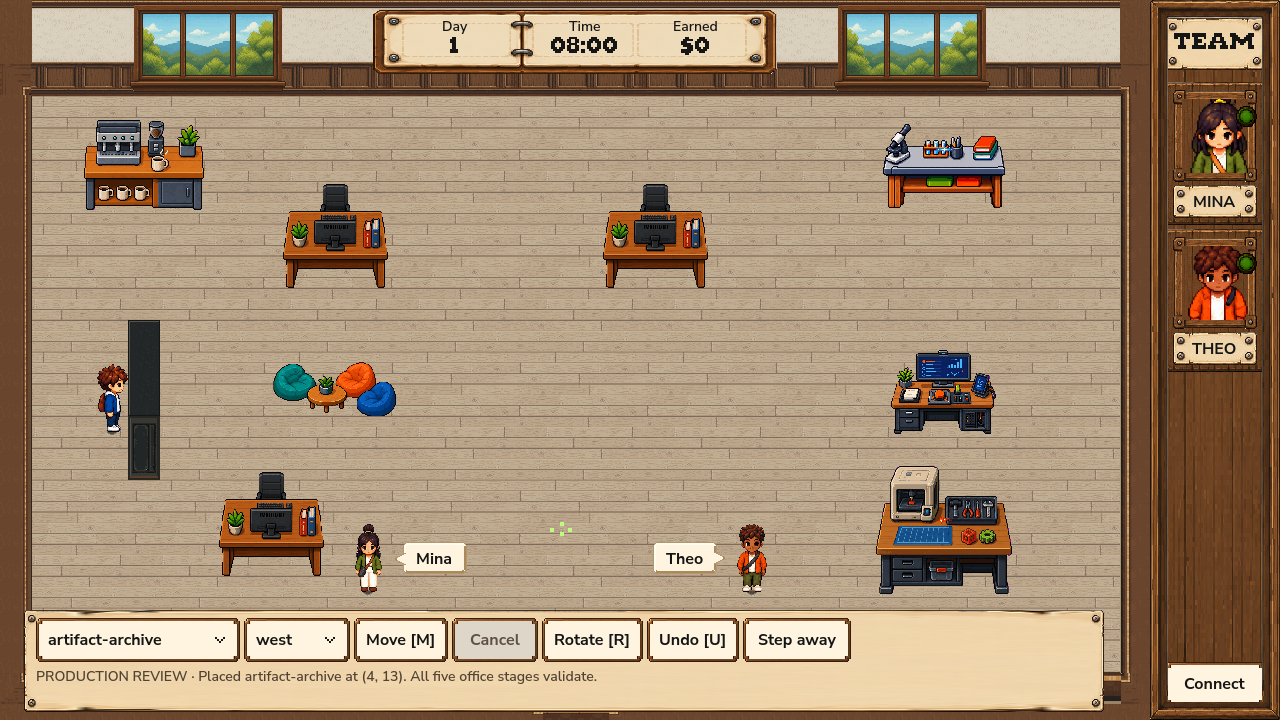 Day
1
Time
08:00
Earned
$0
TEAM
MINA
THEO
Mina
Theo
artifact-archive
west
Move [M]
Cancel
Rotate [R]
Undo [U]
Step away
PRODUCTION REVIEW · Placed artifact-archive at (4, 13). All five office stages validate.
Connect